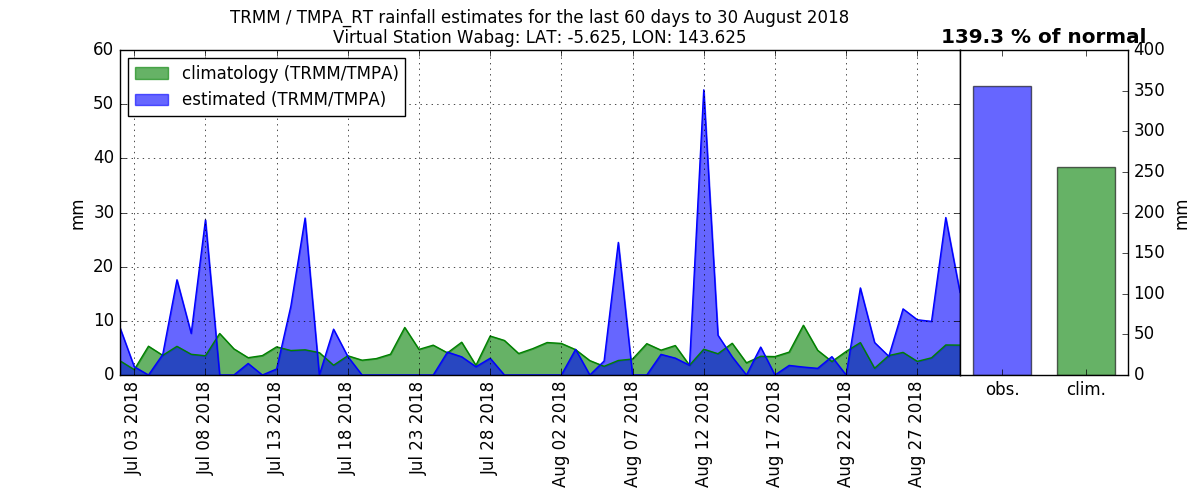 TRMM / TMPA_RT rainfall estimates for the last 60 days to 30 August 2018
Virtual Station Wabag: LAT: -5.625, LON: 143.625
139.3 % of normal
climatology (TRMM/TMPA)
estimated (TRMM/TMPA)
60
50
40
30
20
10
0
mm
400
350
300
250
200
150
100
50
0
mm
Jul 03 2018
Jul 08 2018
Jul 13 2018
Jul 18 2018
Jul 23 2018
Jul 28 2018
Aug 02 2018
Aug 07 2018
Aug 12 2018
Aug 17 2018
Aug 22 2018
Aug 27 2018
obs.
clim.